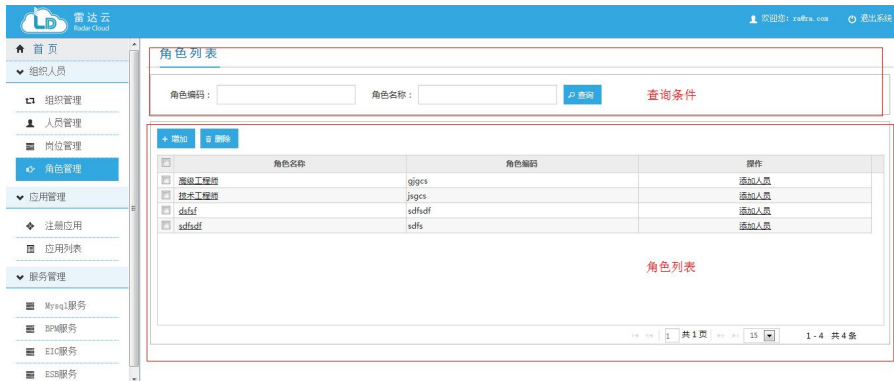 雷达云
Radar Cloud
欢迎您: ra@ra.com 退出系统
首页
组织人员
组织管理
人员管理
岗位管理
角色管理
应用管理
注册应用
应用列表
服务管理
Mysql服务
BPM服务
EIC服务
ESB服务
角色列表
角色编码： 角色名称： 查询 查询条件
+ 增加 删除
角色名称 角色编码 操作
高级工程师 gjgcs 添加人员
技术工程师 jsgcs 添加人员
dsfsf sdfsdf 添加人员
sdfsdf sdfs 添加人员
角色列表
1 共1页 15 1 - 4 共4条